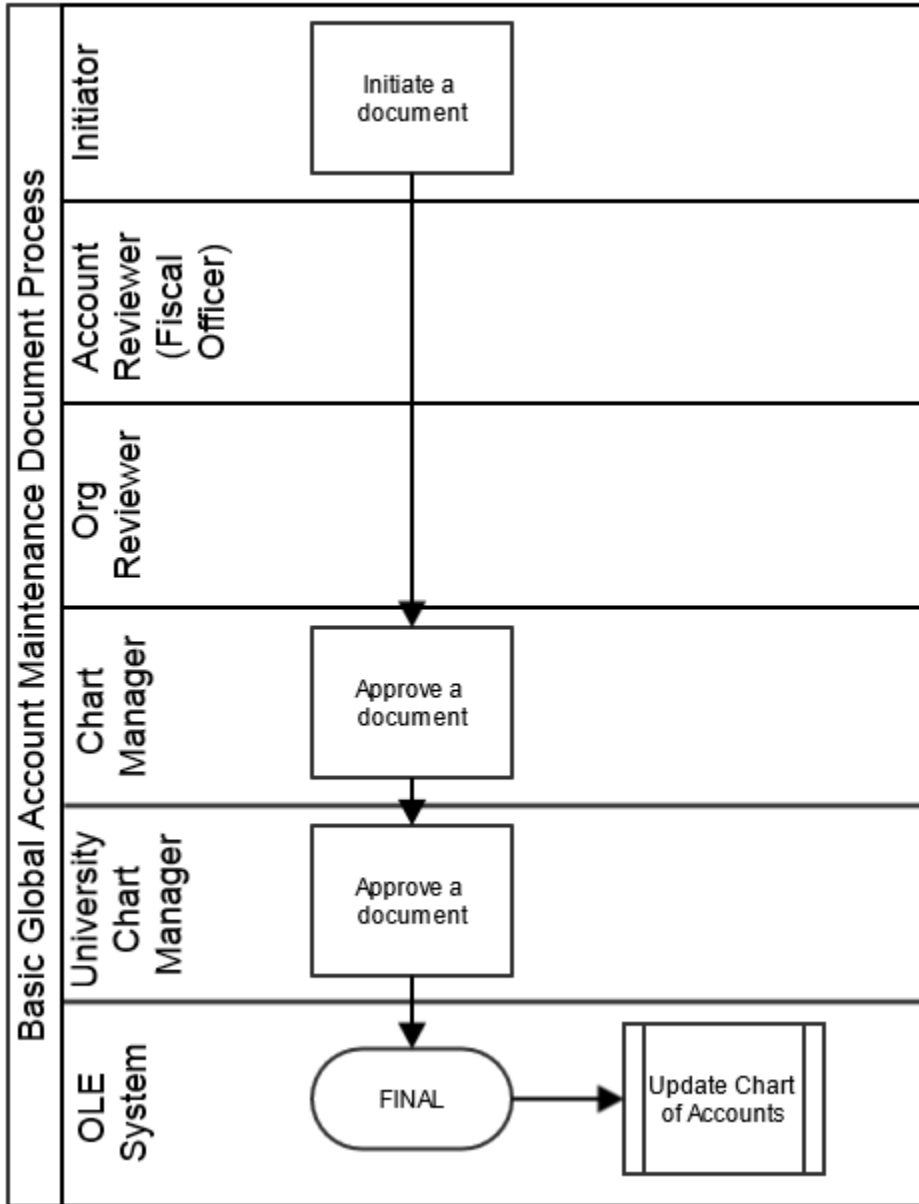 Basic Global Account Maintenance Document Process
Initiator
Initiate a
document
Account
Reviewer
(Fiscal
Officer)
Org
Reviewer
Chart
Manager
Approve a
document
University
Chart
Manager
Approve a
document
OLE
System
FINAL
Update Chart
of Accounts